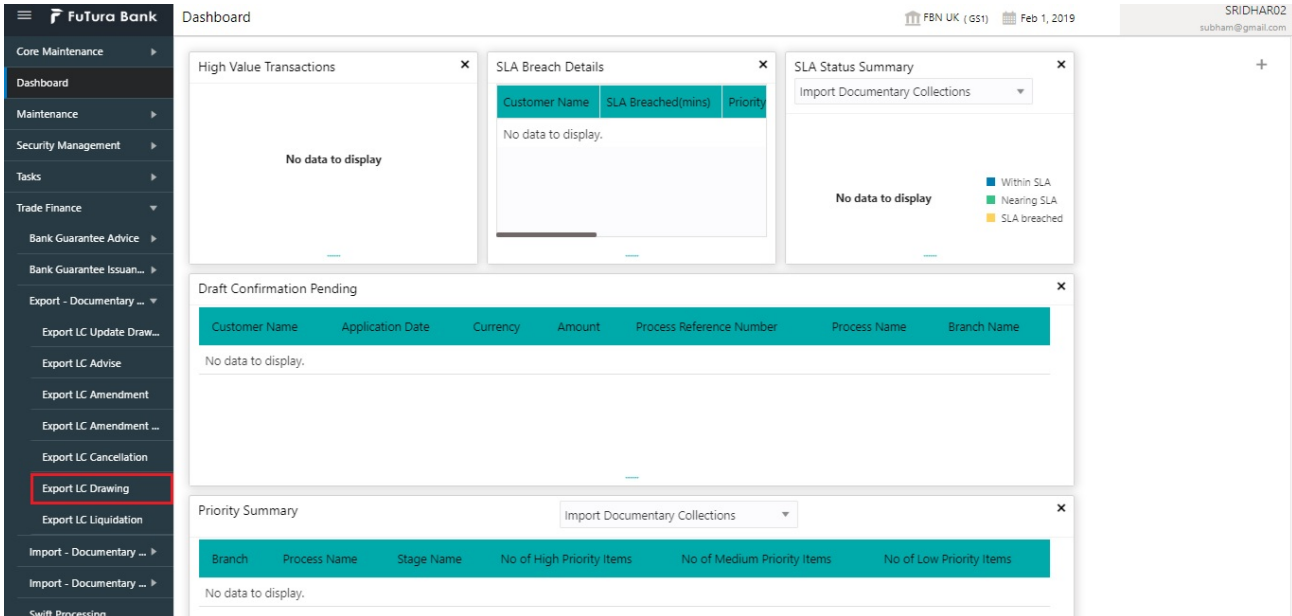 FuTura Bank
Dashboard
FBN UK ( GS1)
Feb 1, 2019
SRIDHAR02
subham@gmail.com
Core Maintenance
Dashboard
Maintenance
Security Management
Tasks
Trade Finance
Bank Guarantee Advice
Bank Guarantee Issuan...
Export - Documentary ...
Export LC Update Draw...
Export LC Advise
Export LC Amendment
Export LC Amendment ...
Export LC Cancellation
Export LC Drawing
Export LC Liquidation
Import - Documentary ...
Import - Documentary ...
Swift Processing
High Value Transactions
No data to display
SLA Breach Details
Customer Name SLA Breached(mins) Priority
No data to display.
SLA Status Summary
Import Documentary Collections
No data to display
Within SLA
Nearing SLA
SLA breached
Draft Confirmation Pending
Customer Name Application Date Currency Amount Process Reference Number Process Name Branch Name
No data to display.
Priority Summary
Import Documentary Collections
Branch Process Name Stage Name No of High Priority Items No of Medium Priority Items No of Low Priority Items
No data to display.